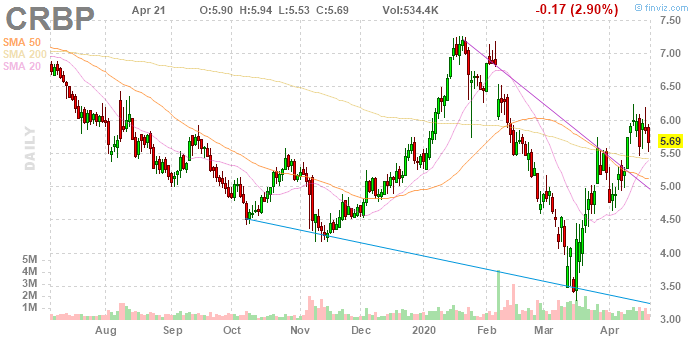 CRBP Apr 21 O:5.90 H:5.94 L:5.53 C:5.69 Vol:534.4K -0.17 (2.90%) © finviz.com
SMA 50
SMA 200
SMA 20
DAILY
7.50
7.00
6.50
6.00
5.69
5.50
5.00
4.50
4.00
3.50
3.00
5M
4M
3M
2M
1M
Aug Sep Oct Nov Dec 2020 Feb Mar Apr